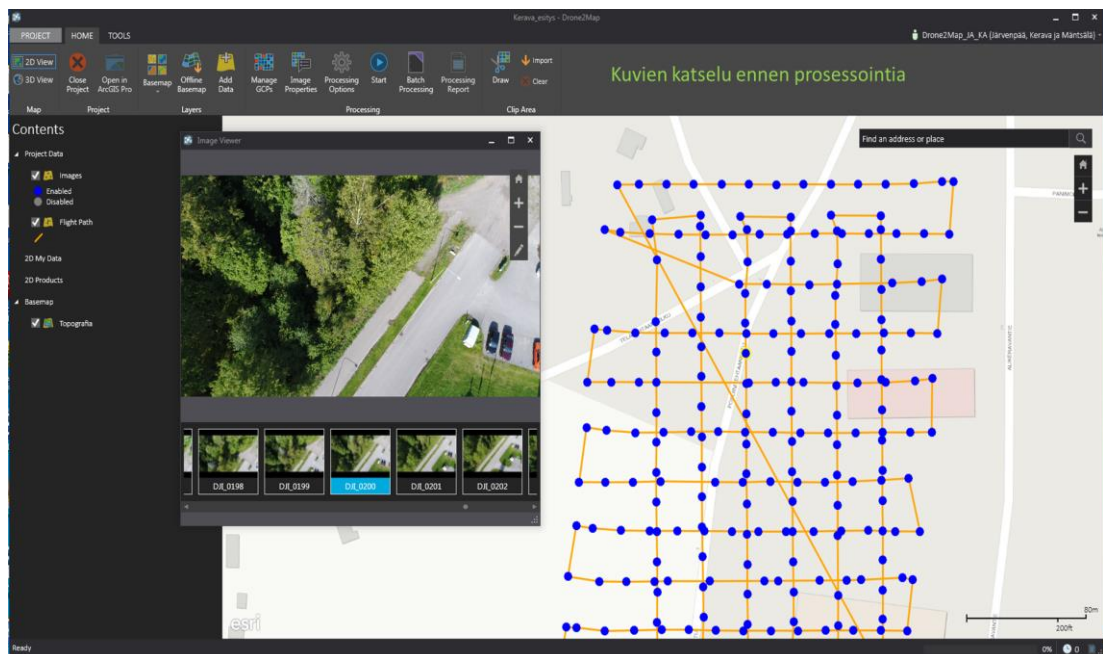 Kerava_esitys - Drone2Map
PROJECT HOME TOOLS
Drone2Map_JA_KA (Järvenpää, Kerava ja Mäntsälä)
2D View
3D View
Map
Close Project
Open in ArcGIS Pro
Project
Basemap
Offline Basemap
Add Data
Layers
Manage GCPs
Image Properties
Processing Options
Start
Batch Processing
Processing Report
Processing
Draw
Import
Clear
Clip Area
Kuvien katselu ennen prosessointia
Contents
Project Data
Images
Enabled
Disabled
Flight Path
2D My Data
2D Products
Basemap
Topografia
Image Viewer
DJI_0198 DJI_0199 DJI_0200 DJI_0201 DJI_0202
Find an address or place
esri
80m
200ft
Ready
0% 0